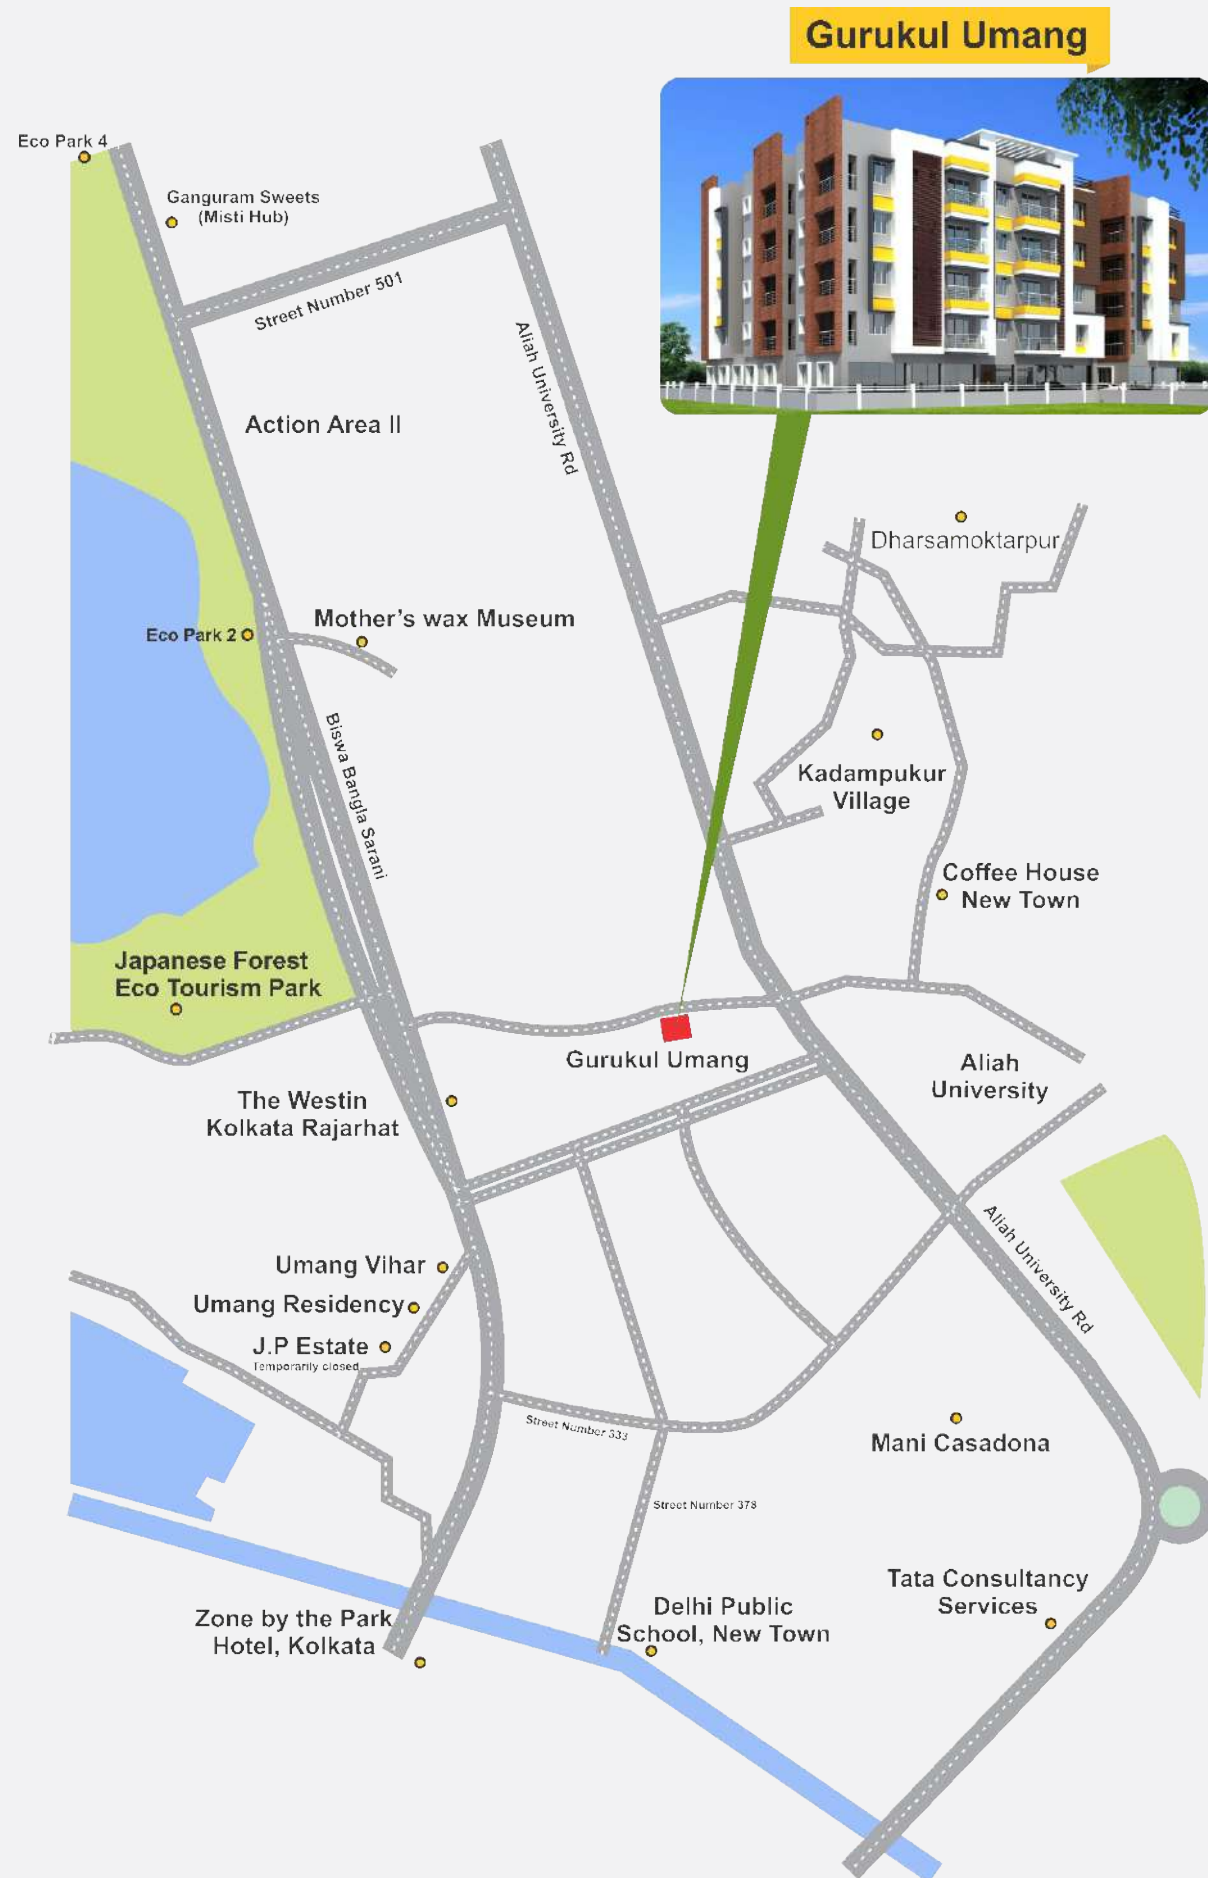 Gurukul Umang
Eco Park 4
Ganguram Sweets
(Misti Hub)
Street Number 501
Aliah University Rd
Action Area II
Dharsamoktarpur
Mother's wax Museum
Eco Park 2
Biswa Bangla Sarani
Kadampukur
Village
Coffee House
New Town
Japanese Forest
Eco Tourism Park
Gurukul Umang
Aliah
University
The Westin
Kolkata Rajarhat
Aliah University Rd
Umang Vihar
Umang Residency
J.P Estate
Temporarily closed
Street Number 333
Mani Casadona
Street Number 378
Tata Consultancy
Services
Zone by the Park
Hotel, Kolkata
Delhi Public
School, New Town